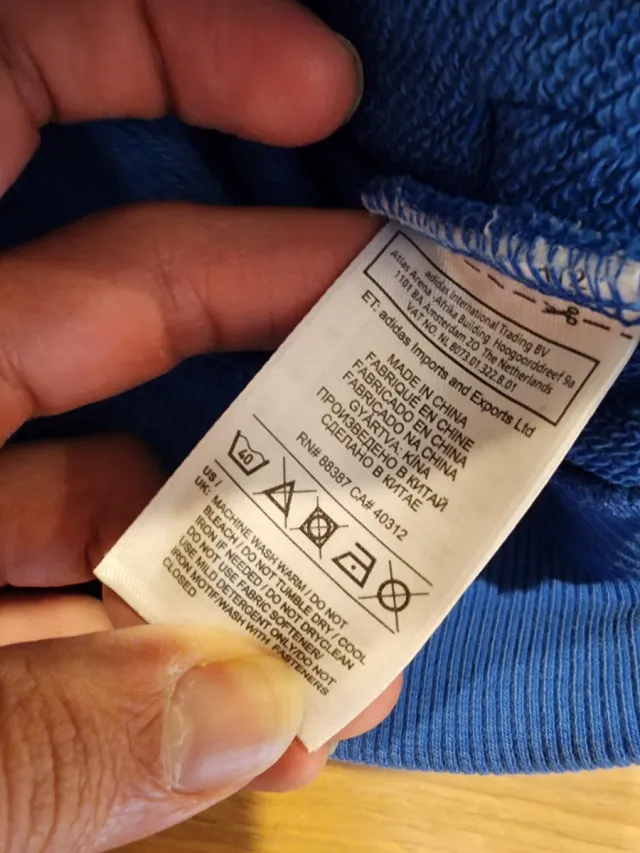 adidas International Trading BV
Atlas Arena -Afrika Building Hoogoorddreef 9a
1101 BA Amsterdam ZO The Netherlands
VAT NO NL 8073.01.322.B.01
ET: adidas Imports and Exports Ltd
MADE IN CHINA
FABRIQUÉ EN CHINE
FABRICADO EN CHINA
FABRICADO NA CHINA
GYÁRTVA: KÍNA
ПРОИЗВЕДЕНО В КИТАЙ
СДЕЛАНО В КИТАЕ
RN# 88387 CA# 40312
40
US /
UK: MACHINE WASH WARM / DO NOT
BLEACH / DO NOT TUMBLE DRY / COOL
IRON IF NEEDED / DO NOT DRYCLEAN
DO NOT USE FABRIC SOFTENER/
USE MILD DETERGENT ONLY/DO NOT
IRON MOTIF/WASH WITH FASTENERS
CLOSED